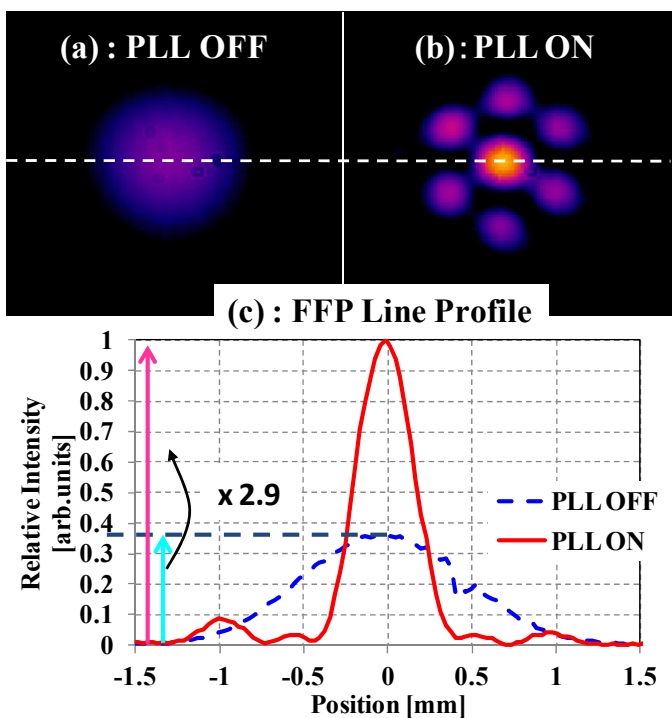 (a) : PLL OFF
(b) : PLL ON
(c) : FFP Line Profile
Relative Intensity
[arb.units]
1
0.9
0.8
0.7
0.6
0.5
0.4
0.3
0.2
0.1
0
x 2.9
PLL OFF
PLL ON
-1.5 -1 -0.5 0 0.5 1 1.5
Position [mm]